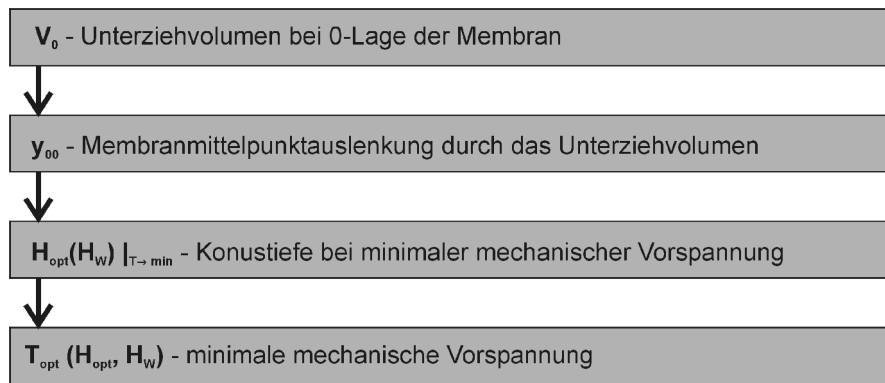 V₀ - Unterziehvolumen bei 0-Lage der Membran
y₀₀ - Membranmittelpunktauslenkung durch das Unterziehvolumen
H_opt(H_W) |_T→ min - Konustiefe bei minimaler mechanischer Vorspannung
T_opt (H_opt, H_W) - minimale mechanische Vorspannung